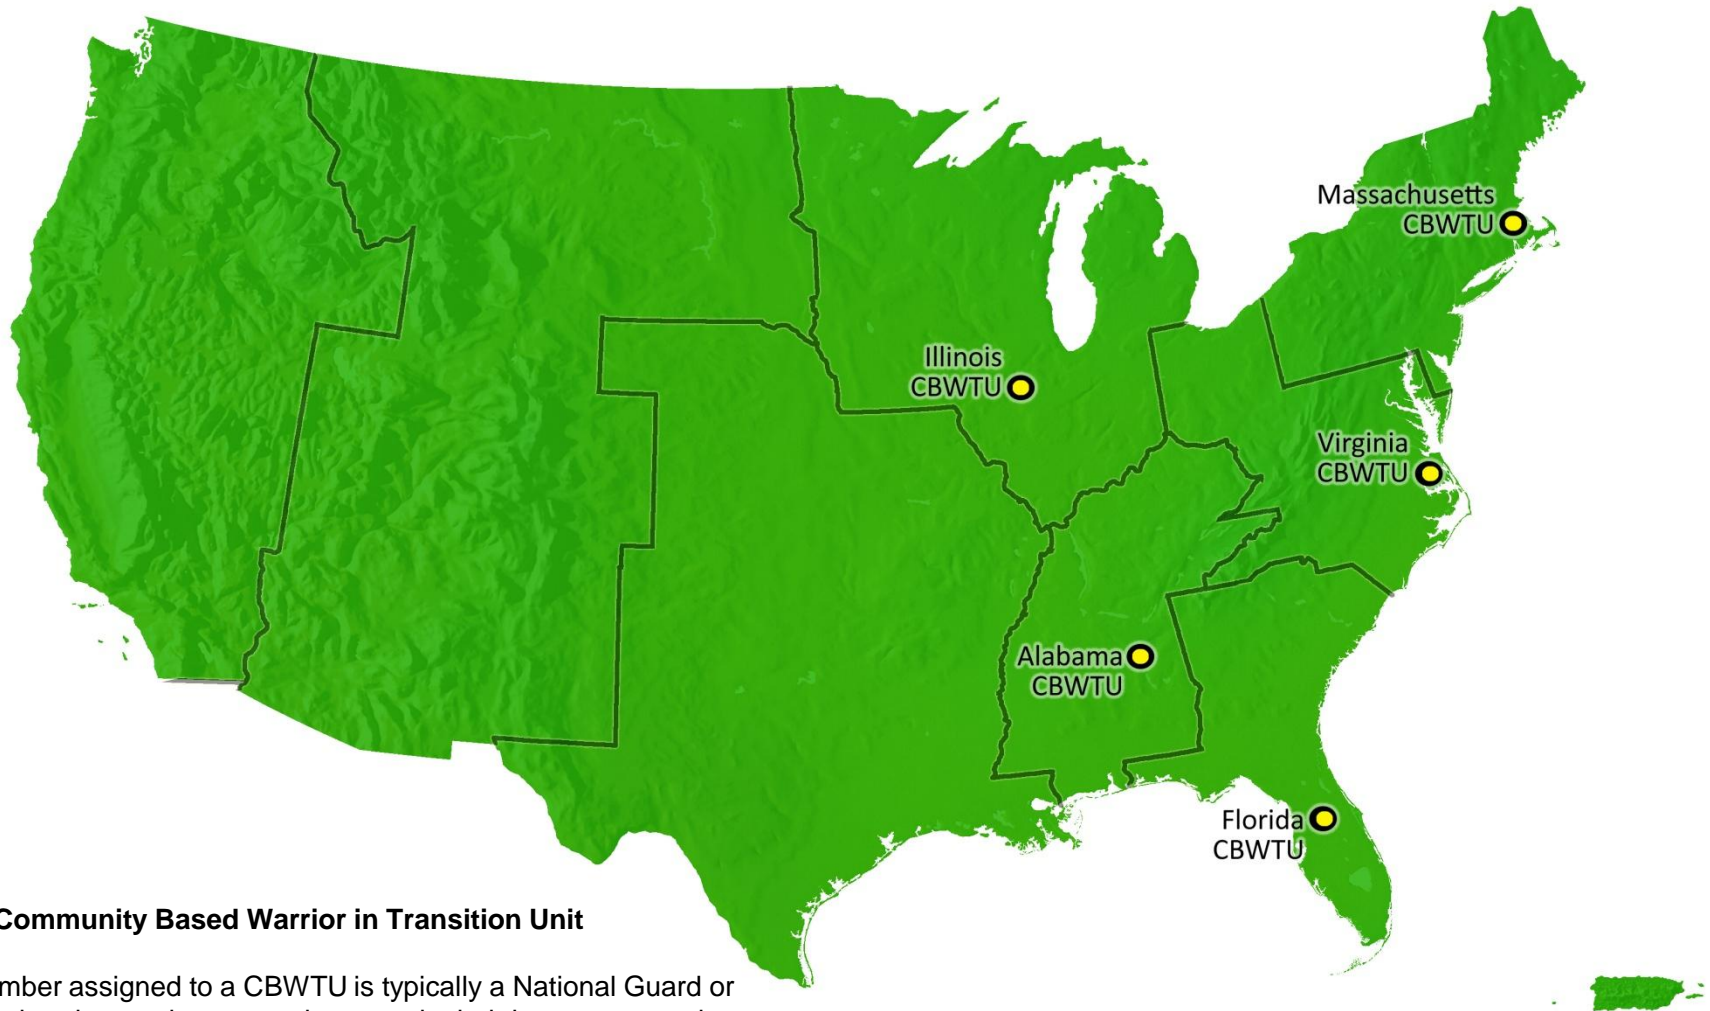 Massachusetts
CBWTU
Illinois
CBWTU
Virginia
CBWTU
Alabama
CBWTU
Florida
CBWTU
Community Based Warrior in Transition Unit
mber assigned to a CBWTU is typically a National Guard or